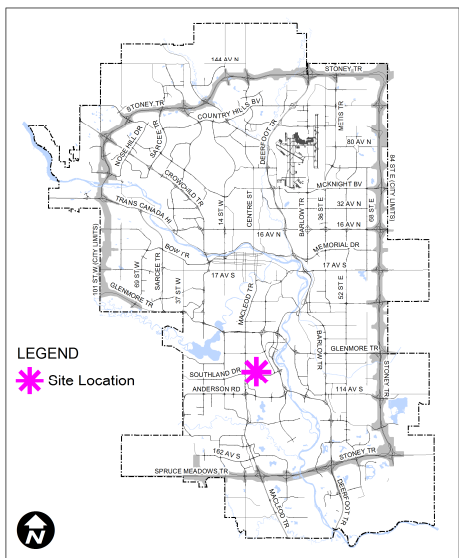 144 AV N
STONEY TR
STONEY TR
COUNTRY HILLS BV
METIS TR
NOSE HILL DR
SARCEE TR
DEERFOOT TR
80 AV N
84 ST E (CITY LIMITS)
CROWCHILD TR
MCKNIGHT BV
TRANS CANADA HI
14 ST W
CENTRE ST
BARLOW TR
36 ST E
32 AV N
68 ST E
16 AV N
16 AV N
101 ST W (CITY LIMITS)
BOW TR
MEMORIAL DR
69 ST W
SARCEE TR
37 ST W
17 AV S
17 AV S
52 ST E
GLENMORE TR
MACLEOD TR
BARLOW TR
GLENMORE TR
LEGEND
Site Location
SOUTHLAND DR
ANDERSON RD
114 AV S
STONEY TR
162 AV S
STONEY TR
SPRUCE MEADOWS TR
MACLEOD TR
DEERFOOT TR
N